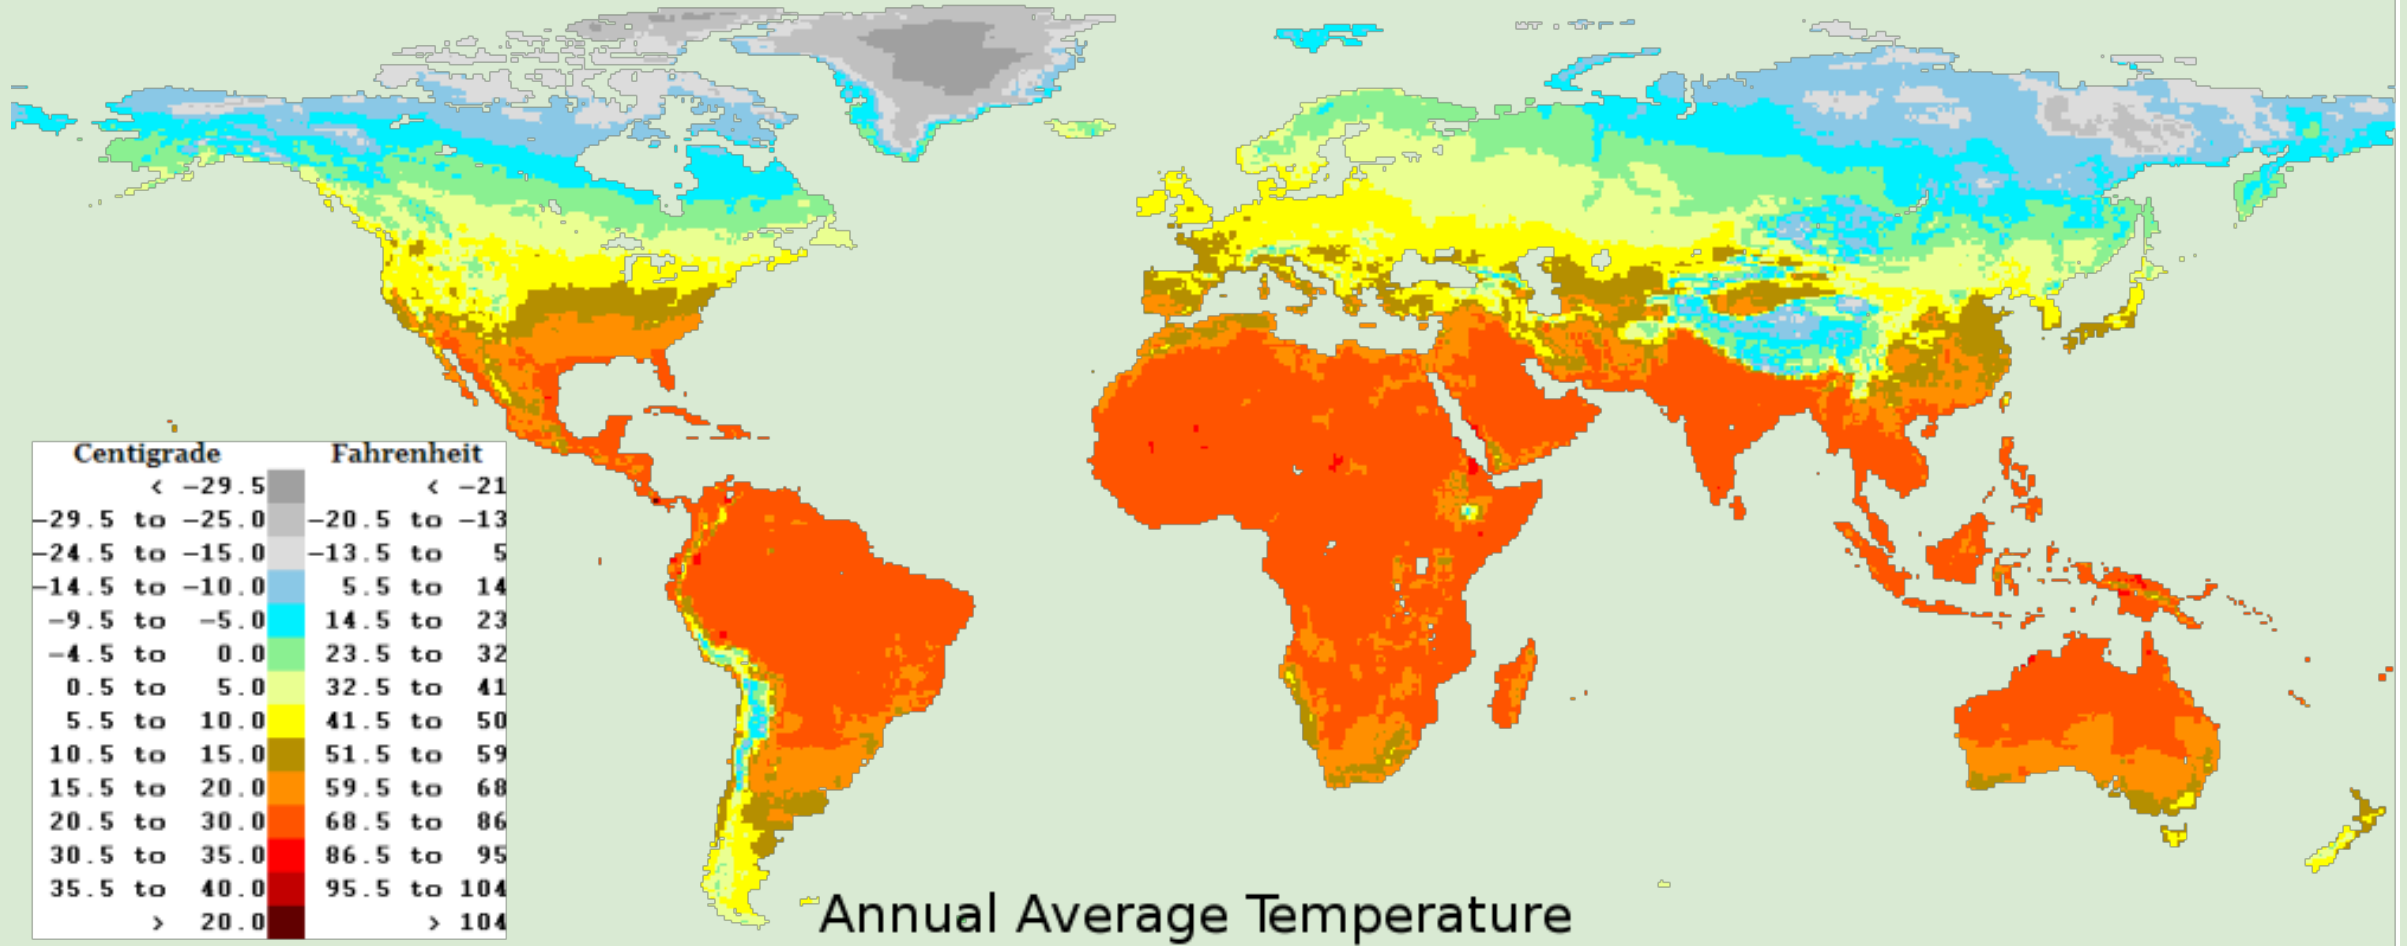 Centigrade Fahrenheit
< -29.5 < -21
-29.5 to -25.0 -20.5 to -13
-24.5 to -15.0 -13.5 to 5
-14.5 to -10.0 5.5 to 14
-9.5 to -5.0 14.5 to 23
-4.5 to 0.0 23.5 to 32
0.5 to 5.0 32.5 to 41
5.5 to 10.0 41.5 to 50
10.5 to 15.0 51.5 to 59
15.5 to 20.0 59.5 to 68
20.5 to 30.0 68.5 to 86
30.5 to 35.0 86.5 to 95
35.5 to 40.0 95.5 to 104
> 20.0 > 104
Annual Average Temperature